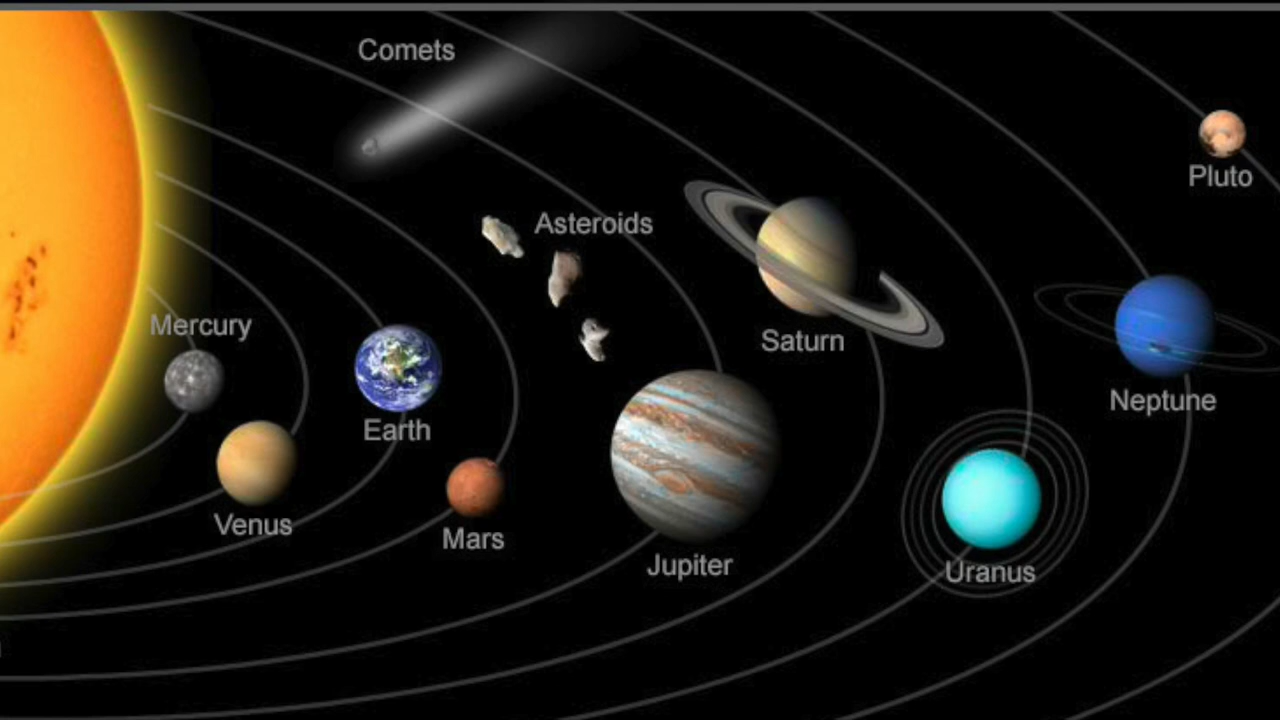 Comets
Pluto
Asteroids
Mercury
Saturn
Neptune
Earth
Venus
Mars
Jupiter
Uranus